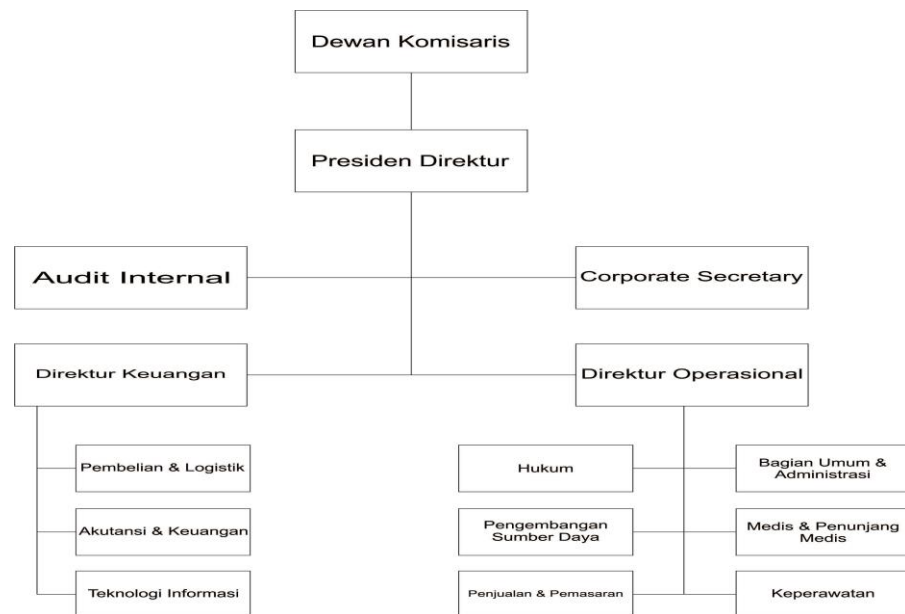 Dewan Komisaris
Presiden Direktur
Audit Internal
Corporate Secretary
Direktur Keuangan
Direktur Operasional
Pembelian & Logistik
Hukum
Bagian Umum &
Administrasi
Akutansi & Keuangan
Pengembangan
Sumber Daya
Medis & Penunjang
Medis
Teknologi Informasi
Penjualan & Pemasaran
Keperawatan